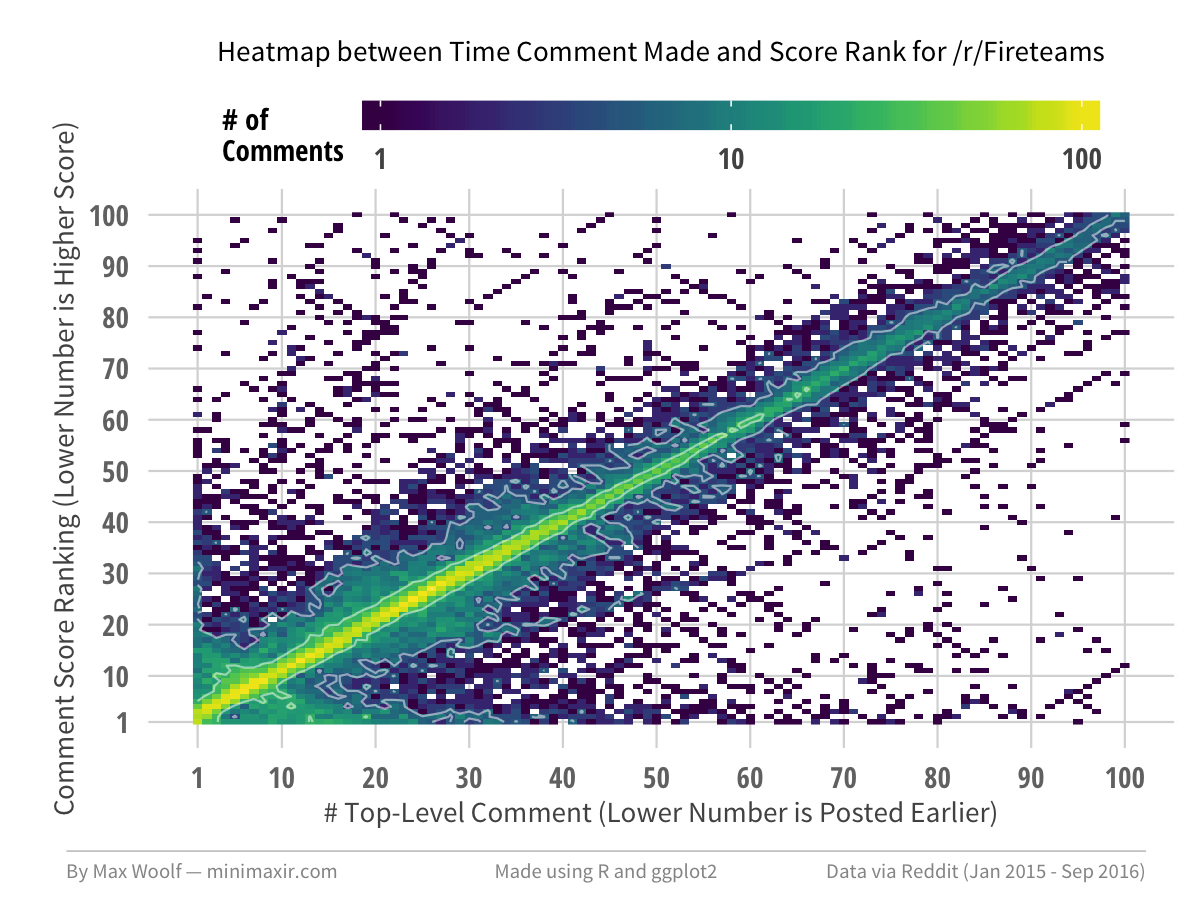 Heatmap between Time Comment Made and Score Rank for /r/Fireteams
# of
Comments
1 10 100
Comment Score Ranking (Lower Number is Higher Score)
100
90
80
70
60
50
40
30
20
10
1
1 10 20 30 40 50 60 70 80 90 100
# Top-Level Comment (Lower Number is Posted Earlier)
By Max Woolf — minimaxir.com Made using R and ggplot2 Data via Reddit (Jan 2015 - Sep 2016)